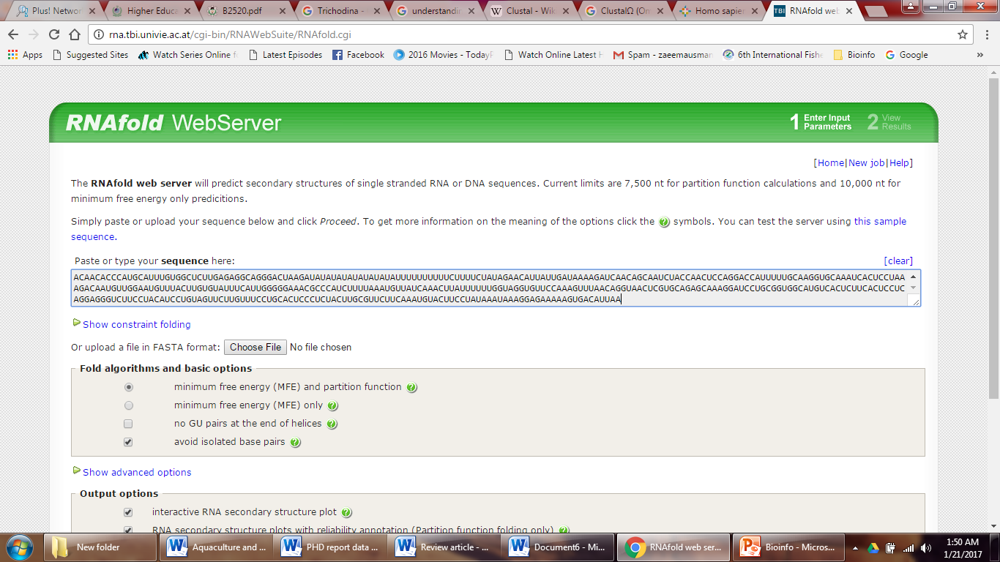 Plus! Network
Higher Educa
B2520.pdf
Trichodina -
understandin
Clustal - Wik
ClustalΩ (On
Homo sapier
TBI RNAfold web
rna.tbi.univie.ac.at/cgi-bin/RNAWebSuite/RNAfold.cgi
Apps Suggested Sites Watch Series Online f Latest Episodes Facebook 2016 Movies - TodayP Watch Online Latest H Spam - zaeemausman 6th International Fishe Bioinfo Google »
RNAfold WebServer
1 Enter Input Parameters 2 View Results
[Home|New job|Help]
The RNAfold web server will predict secondary structures of single stranded RNA or DNA sequences. Current limits are 7,500 nt for partition function calculations and 10,000 nt for
minimum free energy only predicitions.
Simply paste or upload your sequence below and click Proceed. To get more information on the meaning of the options click the ? symbols. You can test the server using this sample
sequence.
Paste or type your sequence here: [clear]
ACAACACCCAUGCAUUUGUGGCUCUUGAGAGGCAGGGACUAAGAUAUAUAUAUAUAUAUAUUUUUUUUUUCUUUUCUAUAGAACAUUAUUGAUAAAAGAUCAACAGCAAUCUACCAACUCCAGGACCAUUUUUGCAAGGUGCAAAUCACUCCUAA
AGACAAUGUUGGAAUGUUUACUUGUGUAUUUCAUUGGGGGAAACGCCCAUCUUUUAAAUGUUAUCAAACUUAUUUUUUGGUAGGUGUUCCAAAGUUUAACAGGUAACUCGUGCAGAGCAAAGGAUCCUGCGGUGGCAUGUCACUCUUCACUCCUC
AGGAGGGUCUUCCUACAUCCUGUAGUUCUUGUUUCCUGCACUCCCUCUACUUGCGUUCUUCAAAUGUACUUCCUAUAAAUAAAGGAGAAAAAGUGACAUUAA
Show constraint folding
Or upload a file in FASTA format: Choose File No file chosen
Fold algorithms and basic options
minimum free energy (MFE) and partition function ?
minimum free energy (MFE) only ?
no GU pairs at the end of helices ?
avoid isolated base pairs ?
Show advanced options
Output options
interactive RNA secondary structure plot ?
RNA secondary structure plots with reliability annotation (Partition function folding only) ?
New folder Aquaculture and ... PHD report data ... Review article - ... Document6 - Mi... RNAfold web ser... Bioinfo - Micros...
1:50 AM
1/21/2017